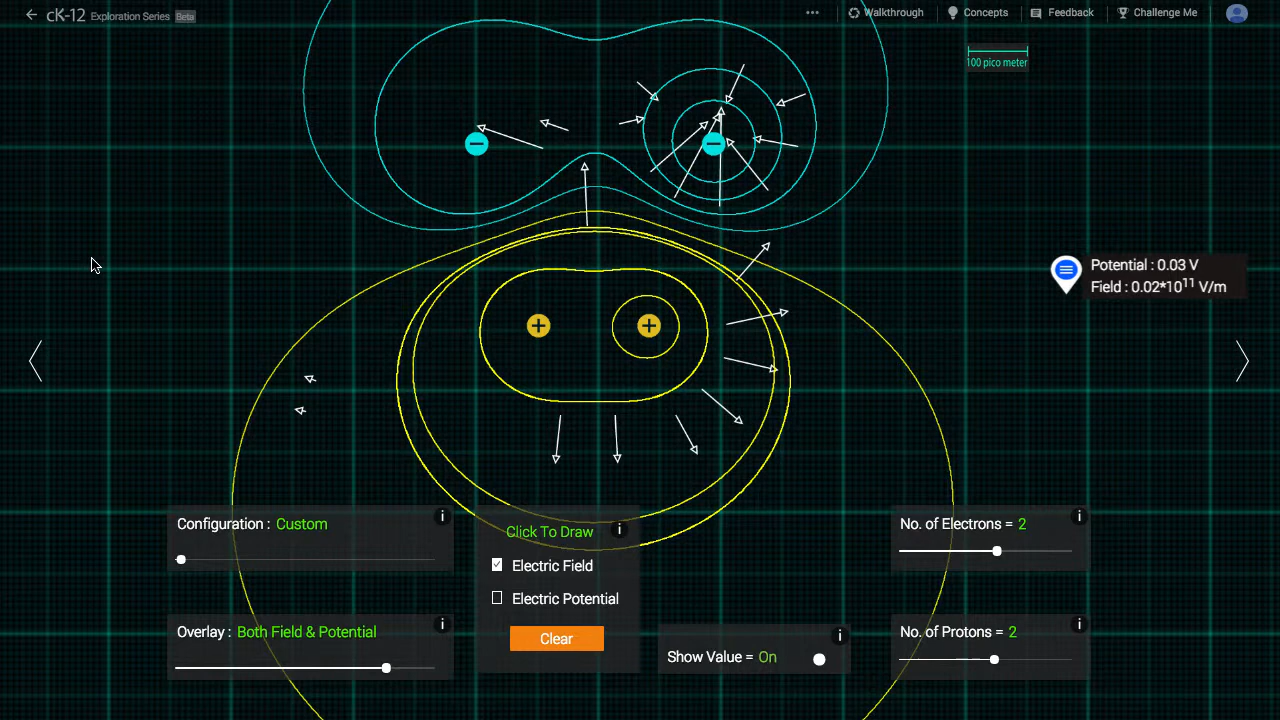 cK-12 Exploration Series Beta
Walkthrough
Concepts
Feedback
Challenge Me
100 pico meter
Potential : 0.03 V
Field : 0.02*10¹¹ V/m
Configuration : Custom
Click To Draw
Electric Field
Electric Potential
Clear
No. of Electrons = 2
Overlay : Both Field & Potential
Show Value = On
No. of Protons = 2